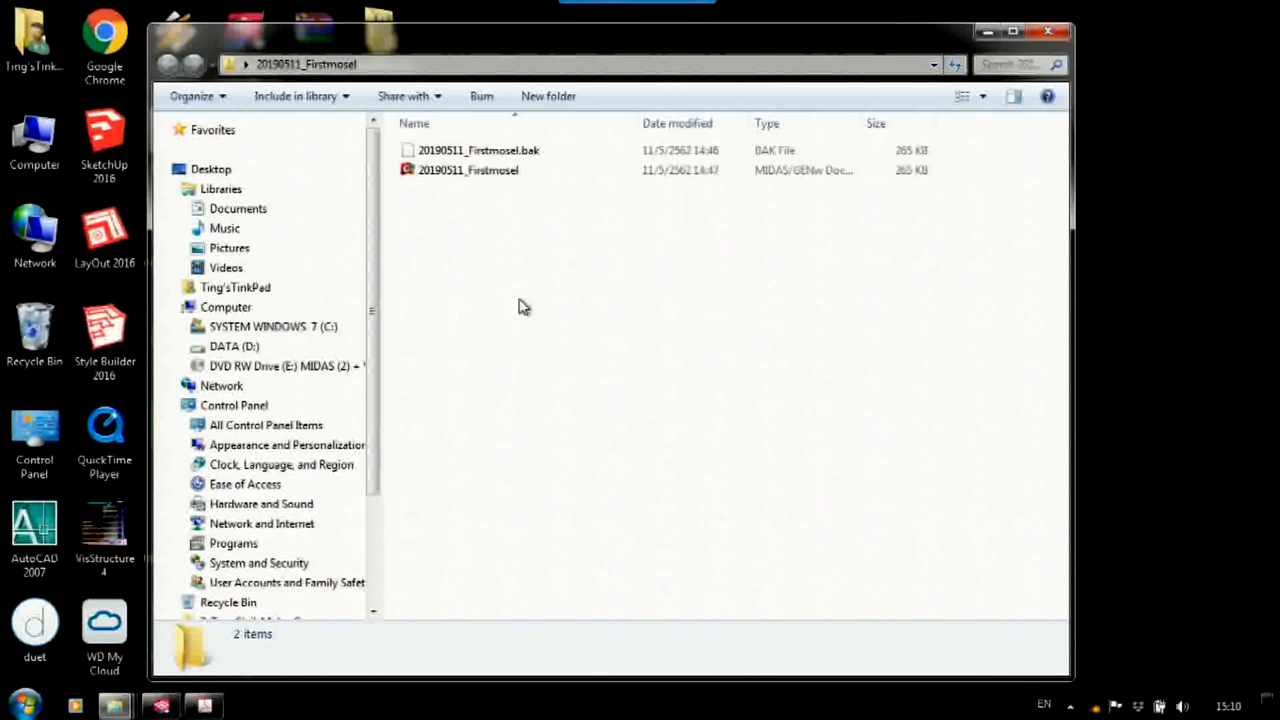 Ting'sTink...
Google Chrome
Computer
SketchUp 2016
Network
LayOut 2016
Recycle Bin
Style Builder 2016
Control Panel
QuickTime Player
AutoCAD 2007
VisStructure 4
duet
WD My Cloud
20190511_Firstmosel
Organize
Include in library
Share with
Burn
New folder
Favorites
Desktop
Libraries
Documents
Music
Pictures
Videos
Ting'sTinkPad
Computer
SYSTEM WINDOWS 7 (C:)
DATA (D:)
DVD RW Drive (E:) MIDAS (2) +
Network
Control Panel
All Control Panel Items
Appearance and Personalization
Clock, Language, and Region
Ease of Access
Hardware and Sound
Network and Internet
Programs
System and Security
User Accounts and Family Safet
Recycle Bin
Name Date modified Type Size
20190511_Firstmosel.bak 11/5/2562 14:46 BAK File 265 KB
20190511_Firstmosel 11/5/2562 14:47 MIDAS/GENw Doc... 265 KB
2 items
EN
15:10